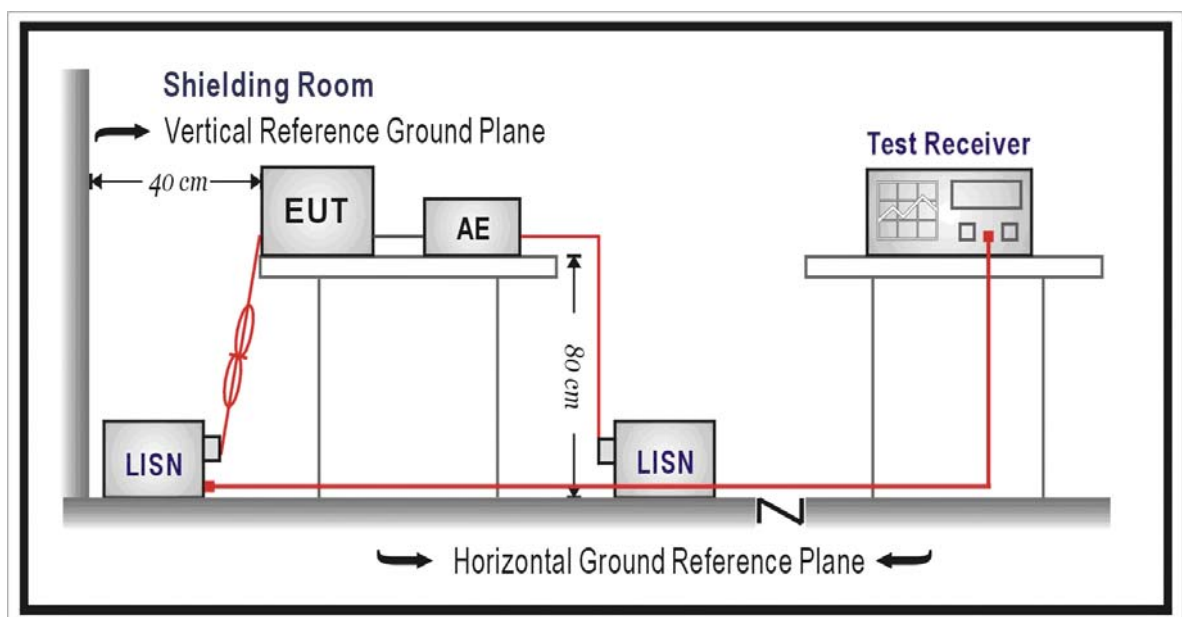 Shielding Room
Vertical Reference Ground Plane
Test Receiver
40 cm
EUT
AE
80 cm
LISN
LISN
Horizontal Ground Reference Plane